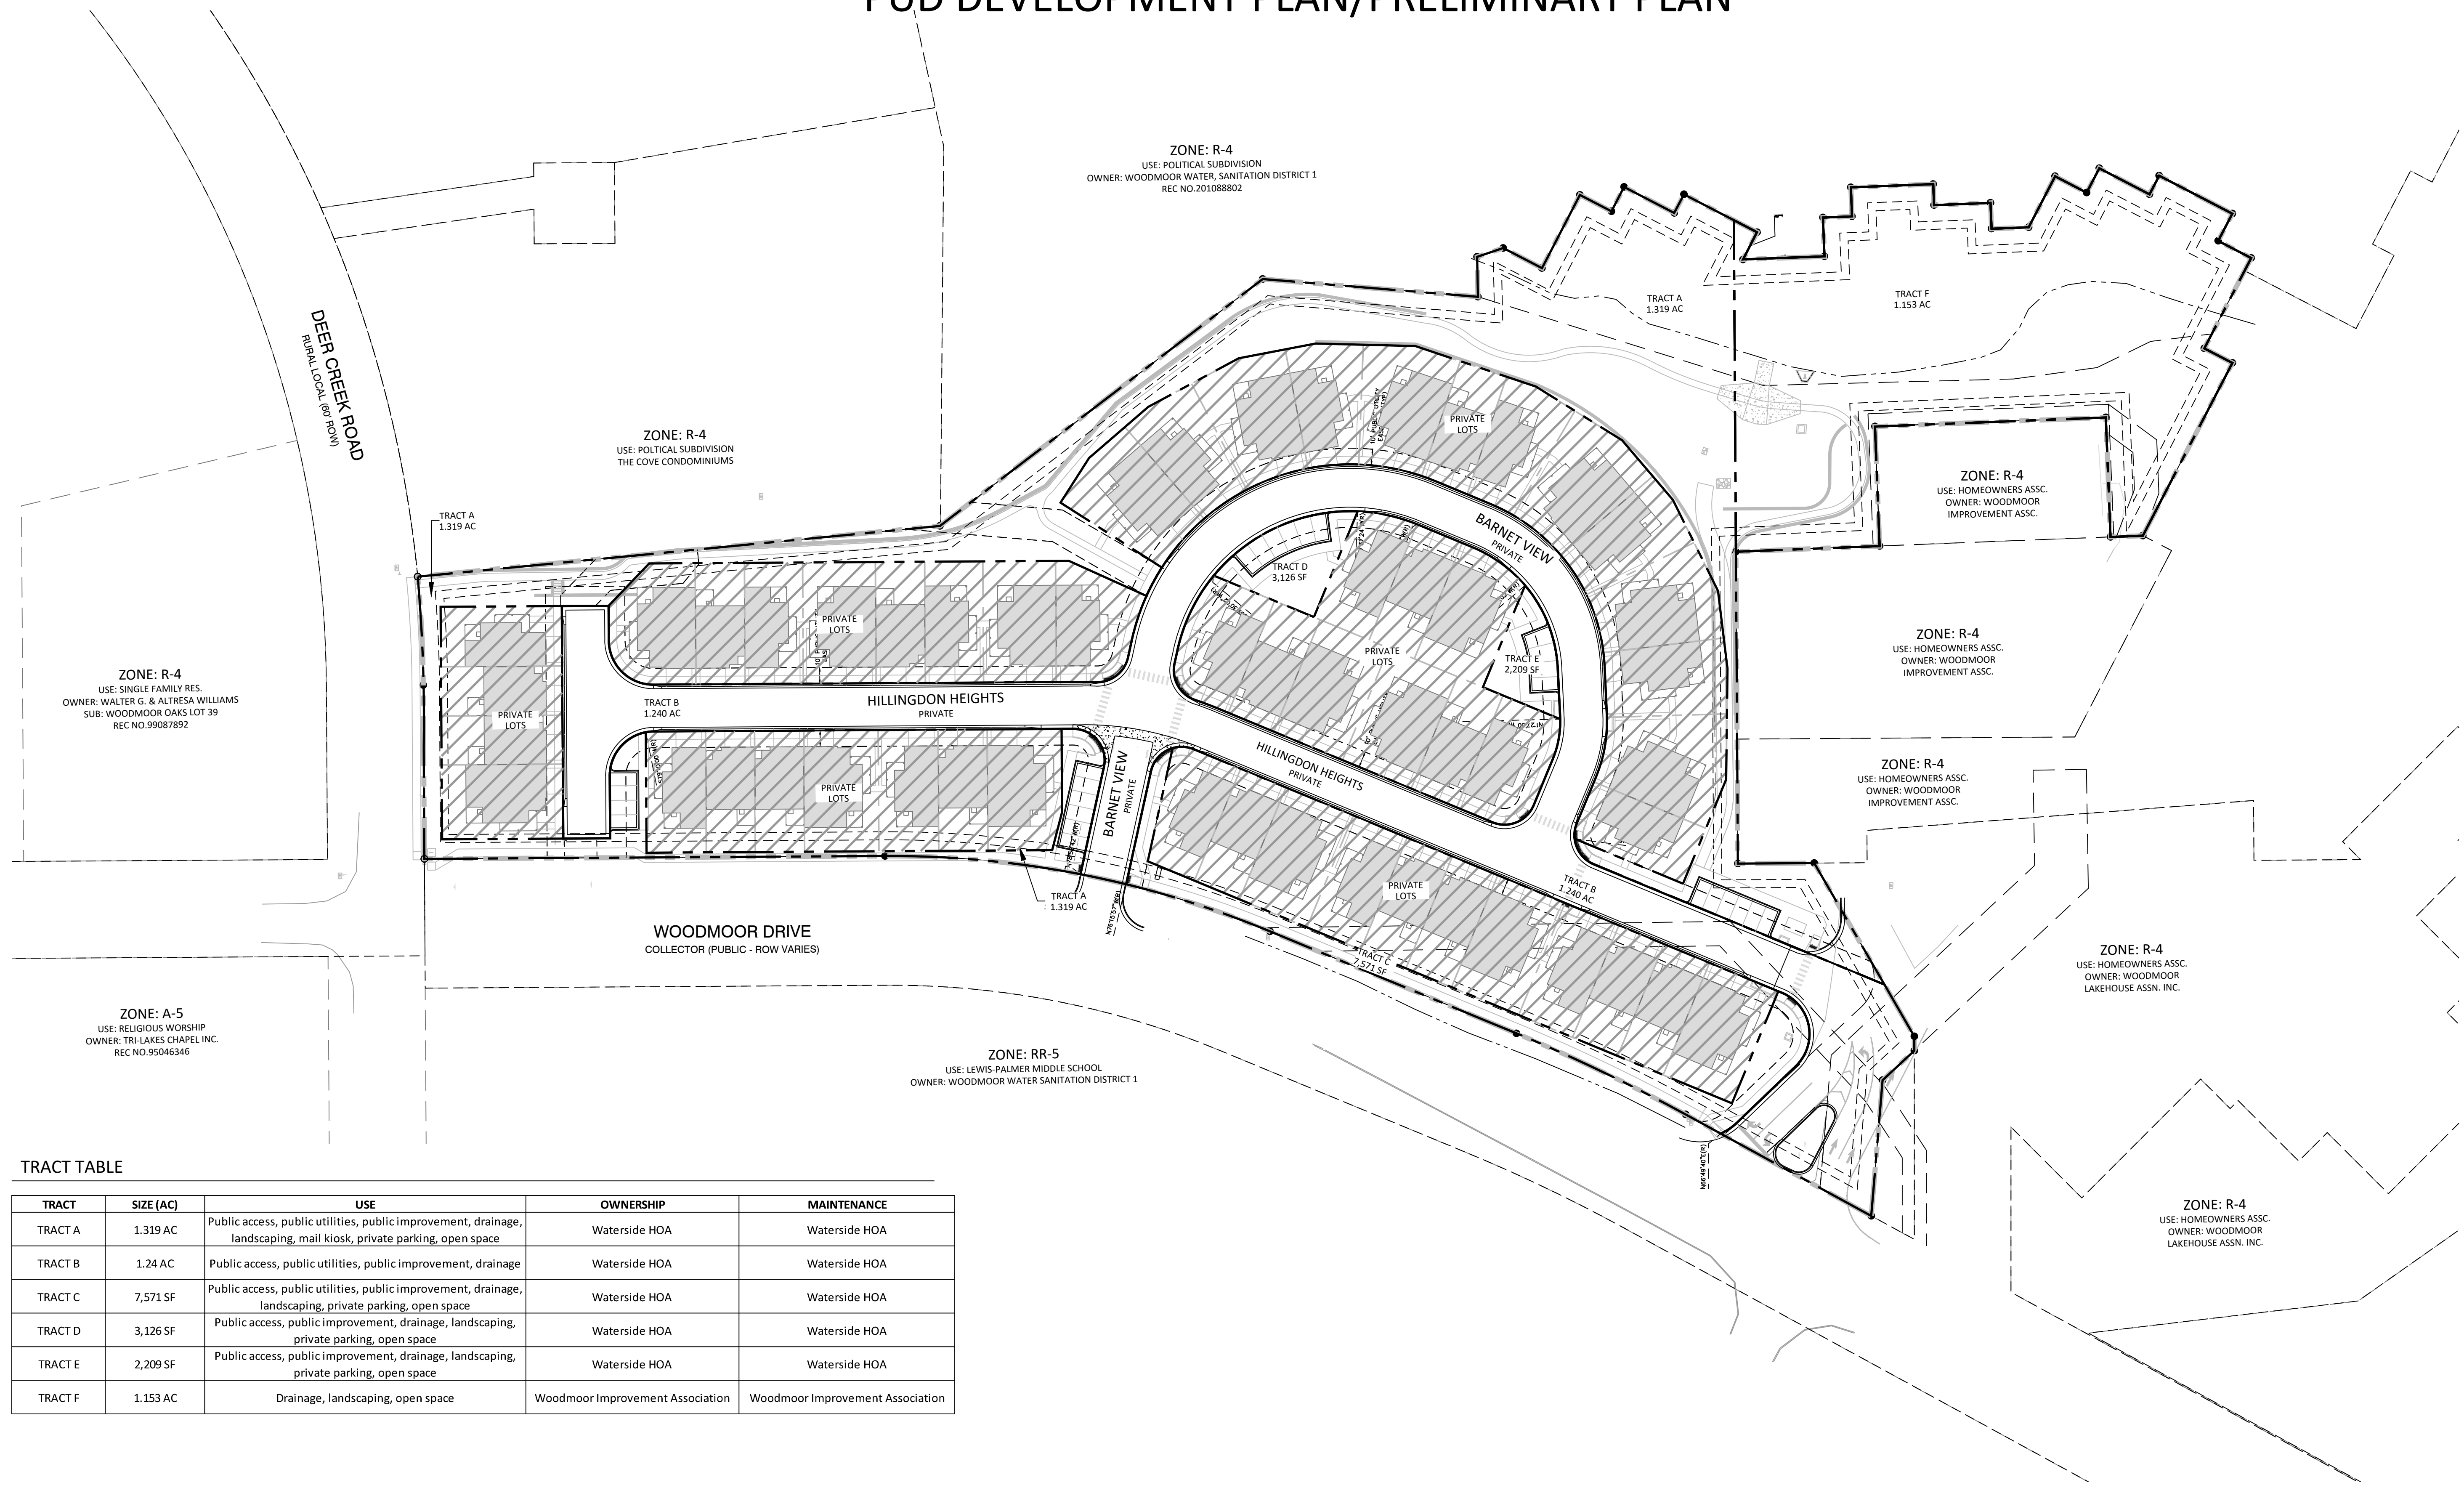 PUD DEVELOPMENT PLAN/PRELIMINARY PLAN
ZONE: R-4
USE: POLITICAL SUBDIVISION
OWNER: WOODMOOR WATER, SANITATION DISTRICT 1
REC NO.201088802
DEER CREEK ROAD
RURAL LOCAL (60' ROW)
ZONE: R-4
USE: POLTICAL SUBDIVISION
THE COVE CONDOMINIUMS
TRACT A
1.319 AC
TRACT F
1.153 AC
TRACT A
1.319 AC
PRIVATE
LOTS
BARNET VIEW
PRIVATE
ZONE: R-4
USE: HOMEOWNERS ASSC.
OWNER: WOODMOOR
IMPROVEMENT ASSC.
TRACT D
3,126 SF
PRIVATE
LOTS
PRIVATE
LOTS
TRACT E
2,209 SF
ZONE: R-4
USE: HOMEOWNERS ASSC.
OWNER: WOODMOOR
IMPROVEMENT ASSC.
ZONE: R-4
USE: SINGLE FAMILY RES.
OWNER: WALTER G. & ALTRESA WILLIAMS
SUB: WOODMOOR OAKS LOT 39
REC NO.99087892
PRIVATE
LOTS
TRACT B
1.240 AC
HILLINGDON HEIGHTS
PRIVATE
HILLINGDON HEIGHTS
PRIVATE
BARNET VIEW
PRIVATE
PRIVATE
LOTS
ZONE: R-4
USE: HOMEOWNERS ASSC.
OWNER: WOODMOOR
IMPROVEMENT ASSC.
TRACT A
1.319 AC
N76°15'57"W(R)
PRIVATE
LOTS
TRACT B
1.240 AC
TRACT C
7,571 SF
WOODMOOR DRIVE
COLLECTOR (PUBLIC - ROW VARIES)
ZONE: R-4
USE: HOMEOWNERS ASSC.
OWNER: WOODMOOR
LAKEHOUSE ASSN. INC.
ZONE: A-5
USE: RELIGIOUS WORSHIP
OWNER: TRI-LAKES CHAPEL INC.
REC NO.95046346
ZONE: RR-5
USE: LEWIS-PALMER MIDDLE SCHOOL
OWNER: WOODMOOR WATER SANITATION DISTRICT 1
N66°49'40"E(R)
ZONE: R-4
USE: HOMEOWNERS ASSC.
OWNER: WOODMOOR
LAKEHOUSE ASSN. INC.
TRACT TABLE
TRACT SIZE (AC) USE OWNERSHIP MAINTENANCE
TRACT A 1.319 AC Public access, public utilities, public improvement, drainage, landscaping, mail kiosk, private parking, open space Waterside HOA Waterside HOA
TRACT B 1.24 AC Public access, public utilities, public improvement, drainage Waterside HOA Waterside HOA
TRACT C 7,571 SF Public access, public utilities, public improvement, drainage, landscaping, private parking, open space Waterside HOA Waterside HOA
TRACT D 3,126 SF Public access, public improvement, drainage, landscaping, private parking, open space Waterside HOA Waterside HOA
TRACT E 2,209 SF Public access, public improvement, drainage, landscaping, private parking, open space Waterside HOA Waterside HOA
TRACT F 1.153 AC Drainage, landscaping, open space Woodmoor Improvement Association Woodmoor Improvement Association